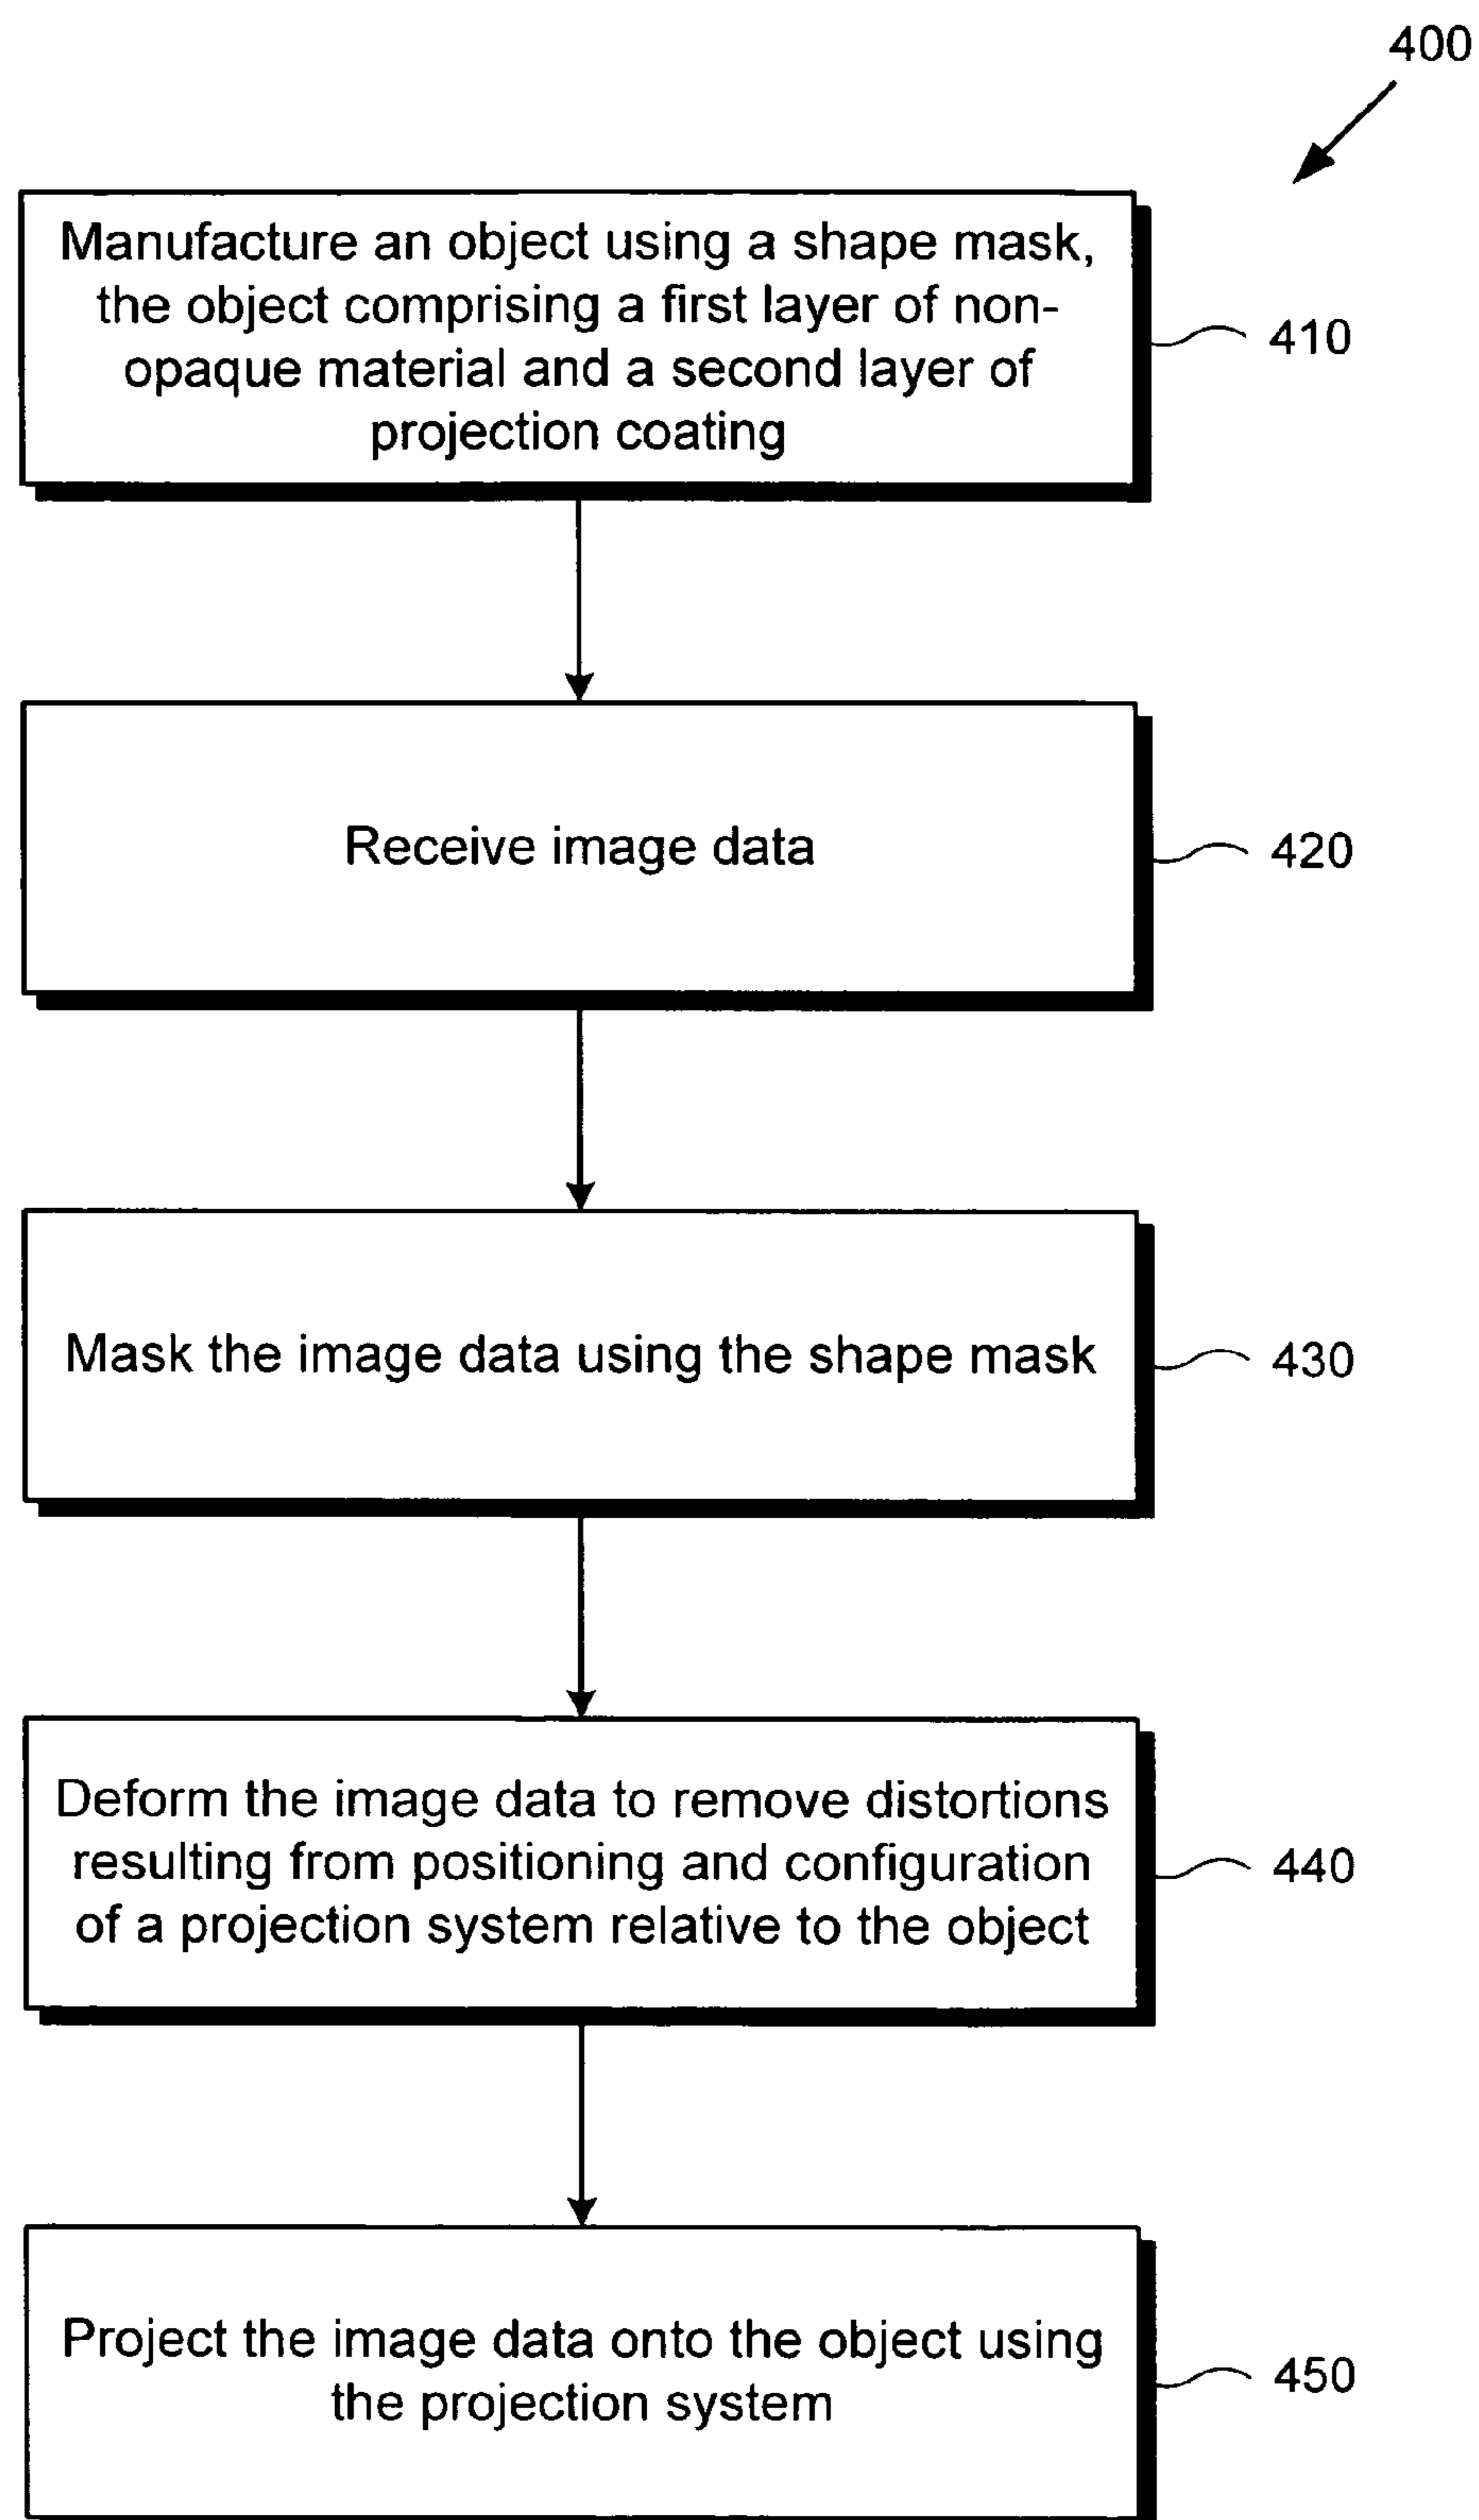 400
Manufacture an object using a shape mask,
the object comprising a first layer of non-
opaque material and a second layer of
projection coating
410
Receive image data
420
Mask the image data using the shape mask
430
Deform the image data to remove distortions
resulting from positioning and configuration
of a projection system relative to the object
440
Project the image data onto the object using
the projection system
450